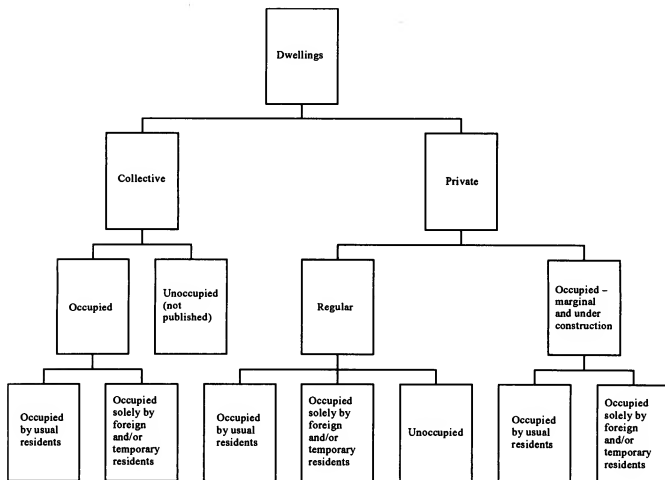 Dwellings
Collective
Private
Occupied
Unoccupied
(not
published)
Regular
Occupied –
marginal
and under
construction
Occupied
by usual
residents
Occupied
solely by
foreign
and/or
temporary
residents
Occupied
by usual
residents
Occupied
solely by
foreign
and/or
temporary
residents
Unoccupied
Occupied
by usual
residents
Occupied
solely by
foreign
and/or
temporary
residents